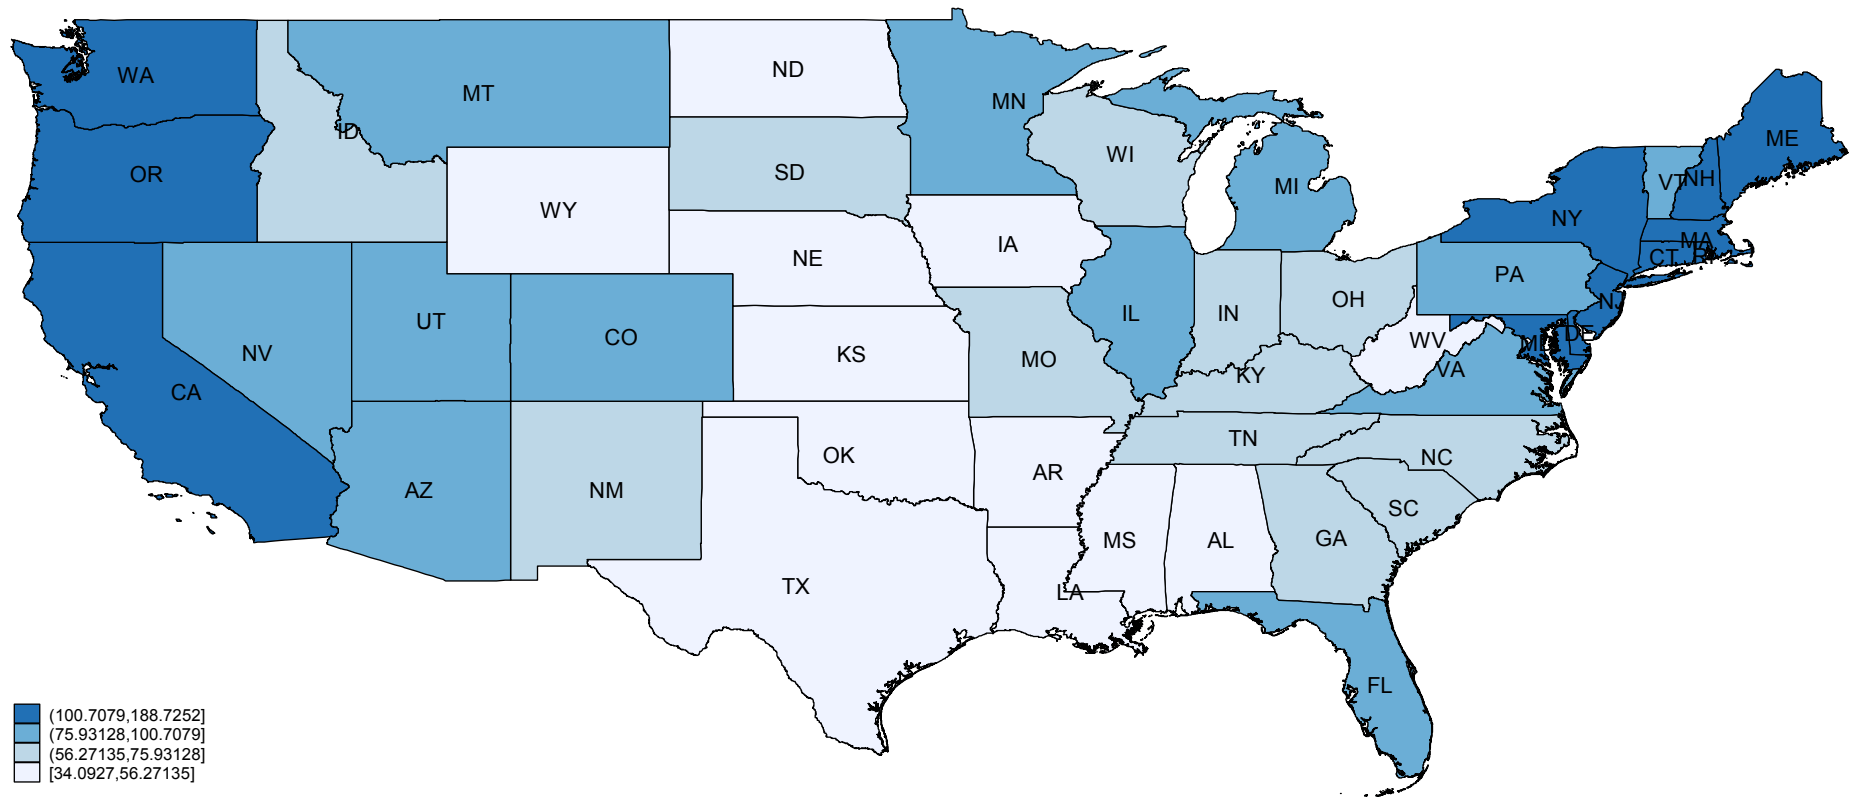 WA
MT
ND
MN
ID
OR
SD
WI
MI
ME
VT
NH
WY
NY
IA
NE
MA
CT
RI
PA
NV
UT
CO
KS
MO
IL
IN
OH
NJ
WV
MD
DE
VA
KY
CA
AZ
NM
OK
AR
TN
NC
SC
MS
AL
GA
TX
LA
FL
(100.7079,188.7252]
(75.93128,100.7079]
(56.27135,75.93128]
[34.0927,56.27135]